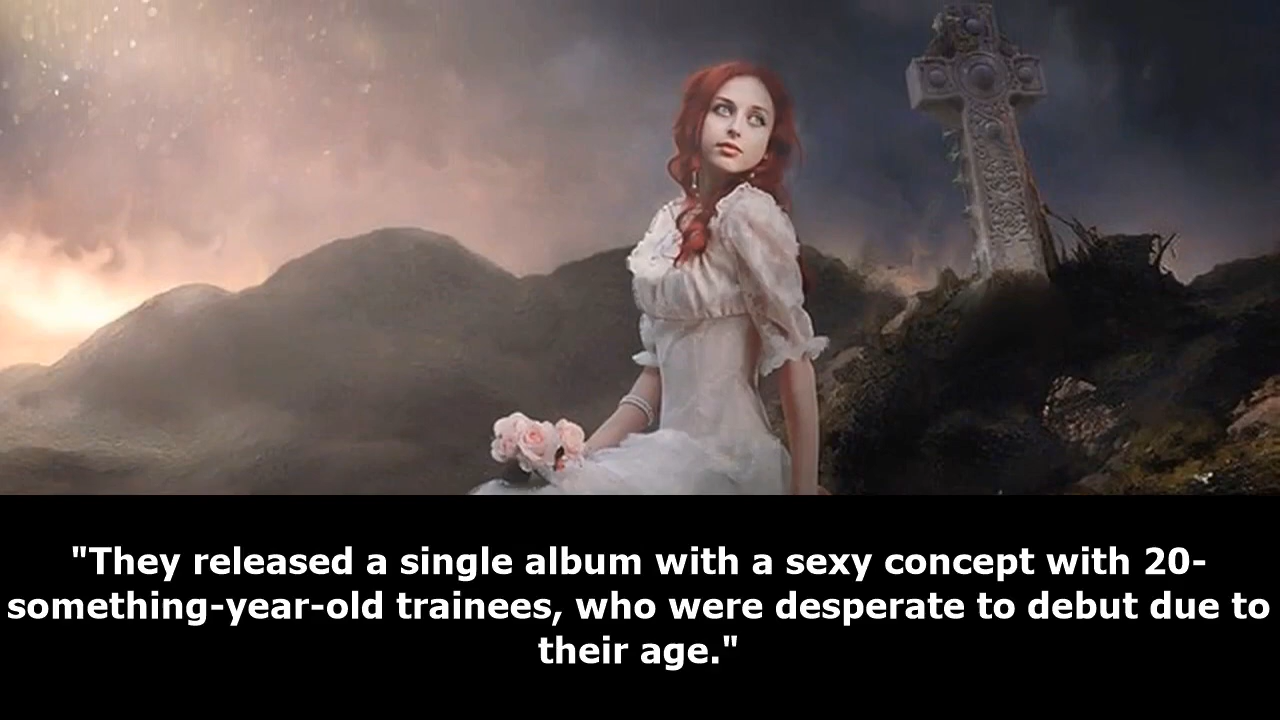 "They released a single album with a sexy concept with 20-
something-year-old trainees, who were desperate to debut due to
their age."